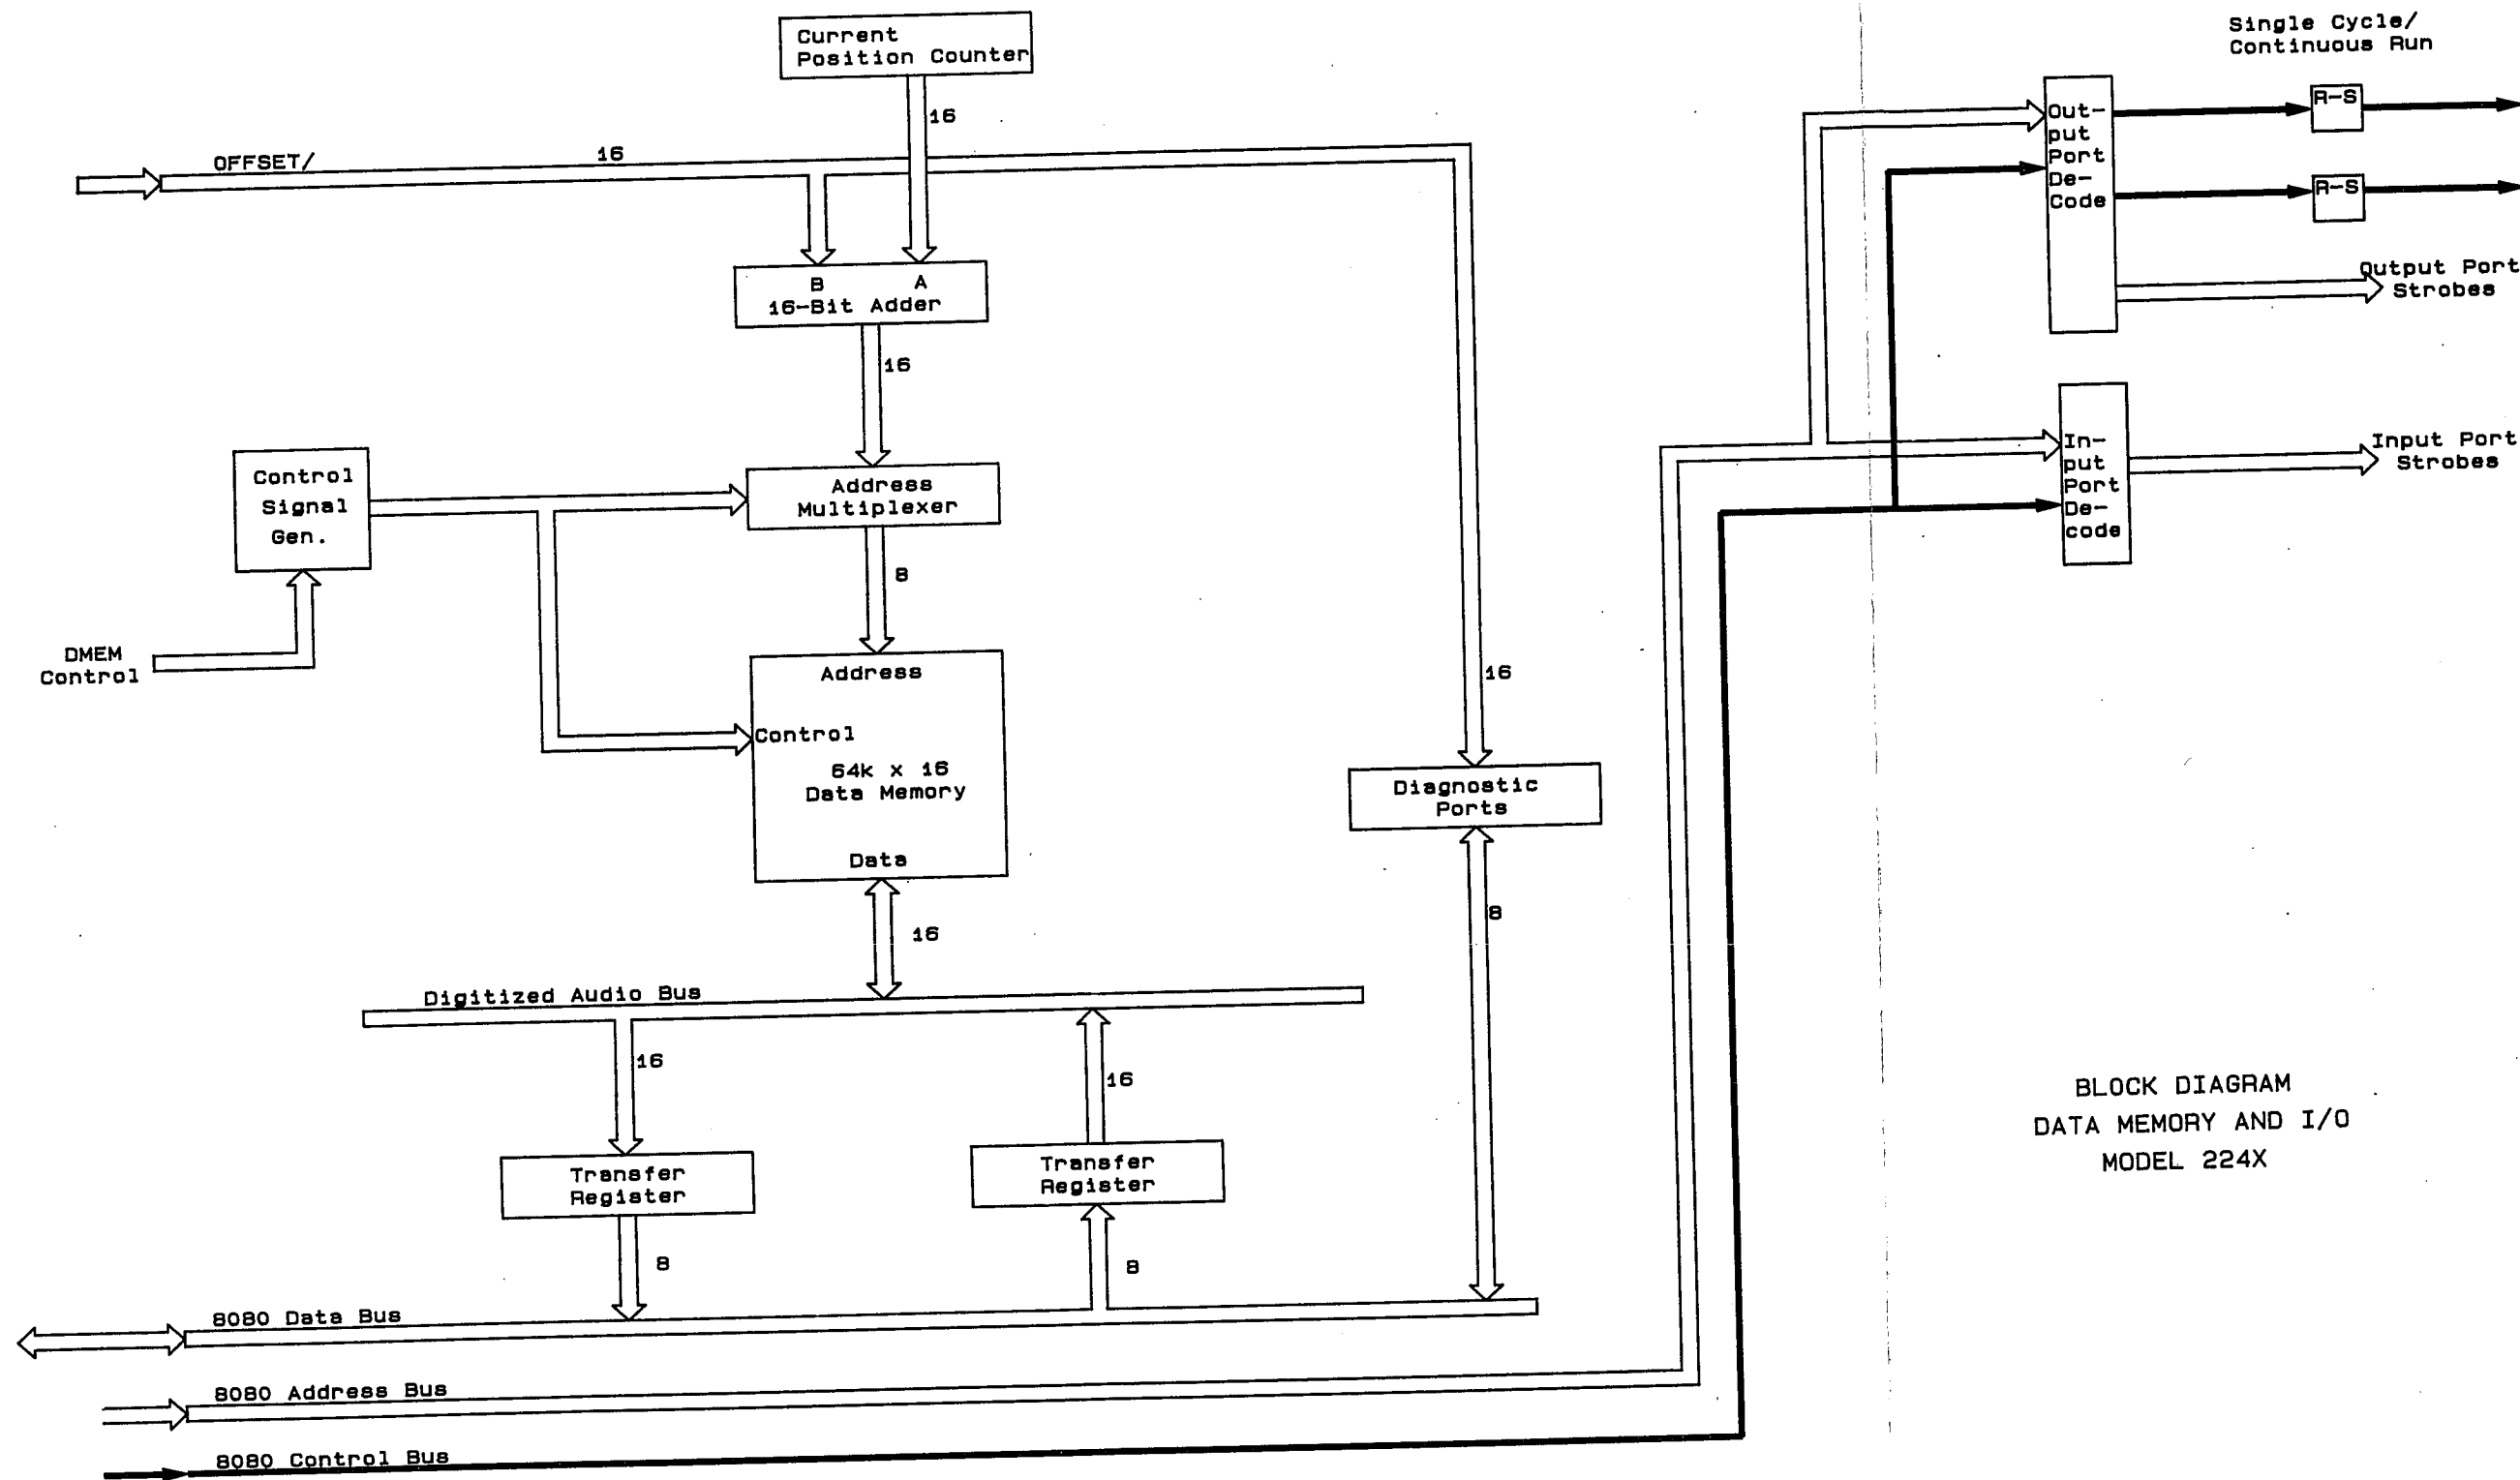 Current
Position Counter
16
OFFSET/
16
B A
16-Bit Adder
16
Control
Signal
Gen.
Address
Multiplexer
8
DMEM
Control
Address
Control
64k x 16
Data Memory
Data
16
16
Diagnostic
Ports
8
Digitized Audio Bus
16
16
Transfer
Register
Transfer
Register
8
8
8080 Data Bus
8080 Address Bus
8080 Control Bus
Single Cycle/
Continuous Run
Out-
put
Port
De-
Code
R-S
R-S
Output Port
Strobes
In-
put
Port
De-
code
Input Port
Strobes
BLOCK DIAGRAM
DATA MEMORY AND I/O
MODEL 224X